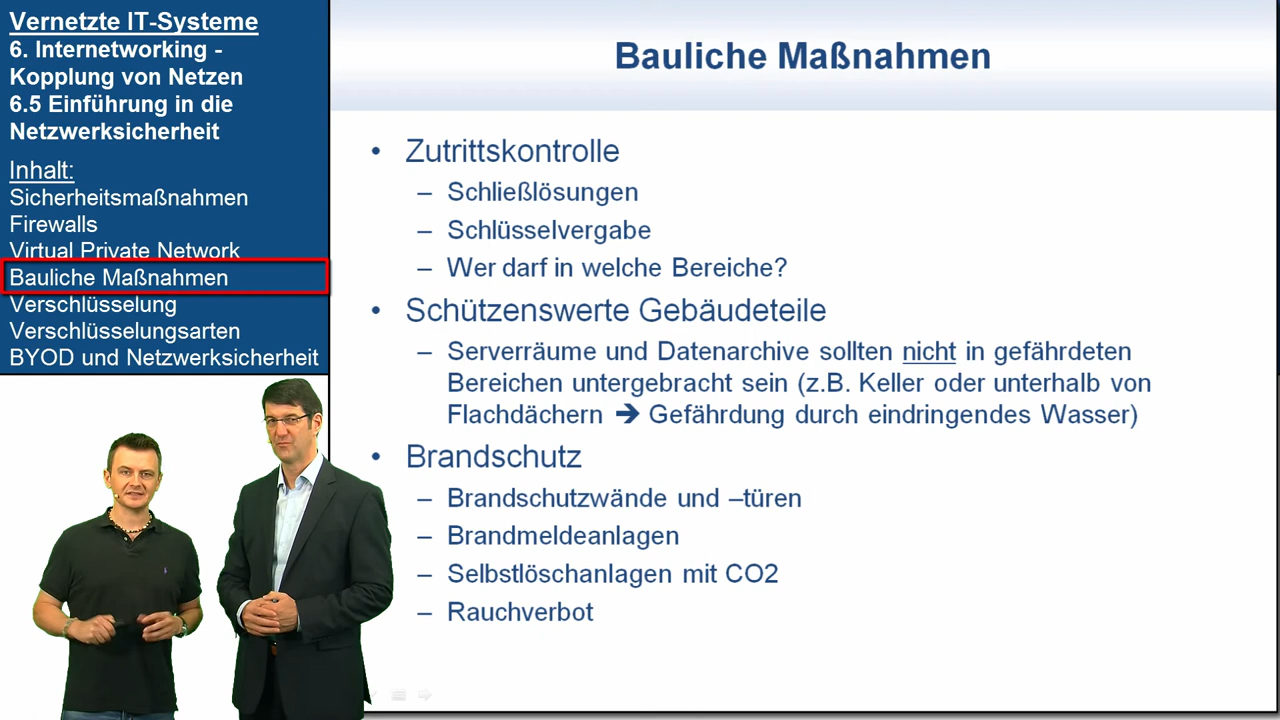 Vernetzte IT-Systeme
6. Internetworking -
Kopplung von Netzen
6.5 Einführung in die
Netzwerksicherheit
Inhalt:
Sicherheitsmaßnahmen
Firewalls
Virtual Private Network
Bauliche Maßnahmen
Verschlüsselung
Verschlüsselungsarten
BYOD und Netzwerksicherheit
Bauliche Maßnahmen
• Zutrittskontrolle
– Schließlösungen
– Schlüsselvergabe
– Wer darf in welche Bereiche?
• Schützenswerte Gebäudeteile
– Serverräume und Datenarchive sollten nicht in gefährdeten
Bereichen untergebracht sein (z.B. Keller oder unterhalb von
Flachdächern ➔ Gefährdung durch eindringendes Wasser)
• Brandschutz
– Brandschutzwände und –türen
– Brandmeldeanlagen
– Selbstlöschanlagen mit CO2
– Rauchverbot